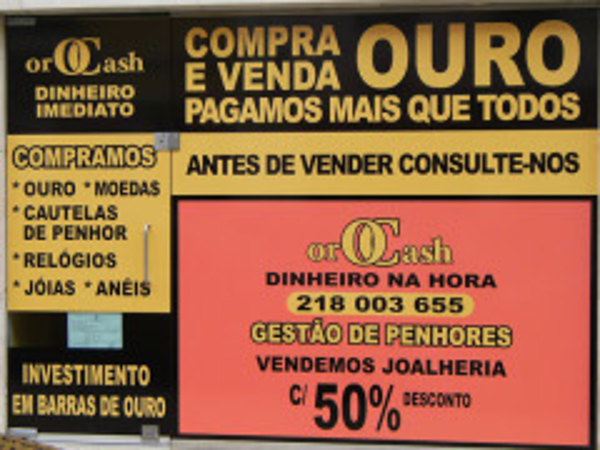 orOCash
DINHEIRO
IMEDIATO
COMPRA
E VENDA
OURO
PAGAMOS MAIS QUE TODOS
COMPRAMOS
* OURO * MOEDAS
* CAUTELAS
DE PENHOR
* RELÓGIOS
* JÓIAS * ANÉIS
INVESTIMENTO
EM BARRAS DE OURO
ANTES DE VENDER CONSULTE-NOS
orOCash
DINHEIRO NA HORA
218 003 655
GESTÃO DE PENHORES
VENDEMOS JOALHERIA
C/ 50% DESCONTO